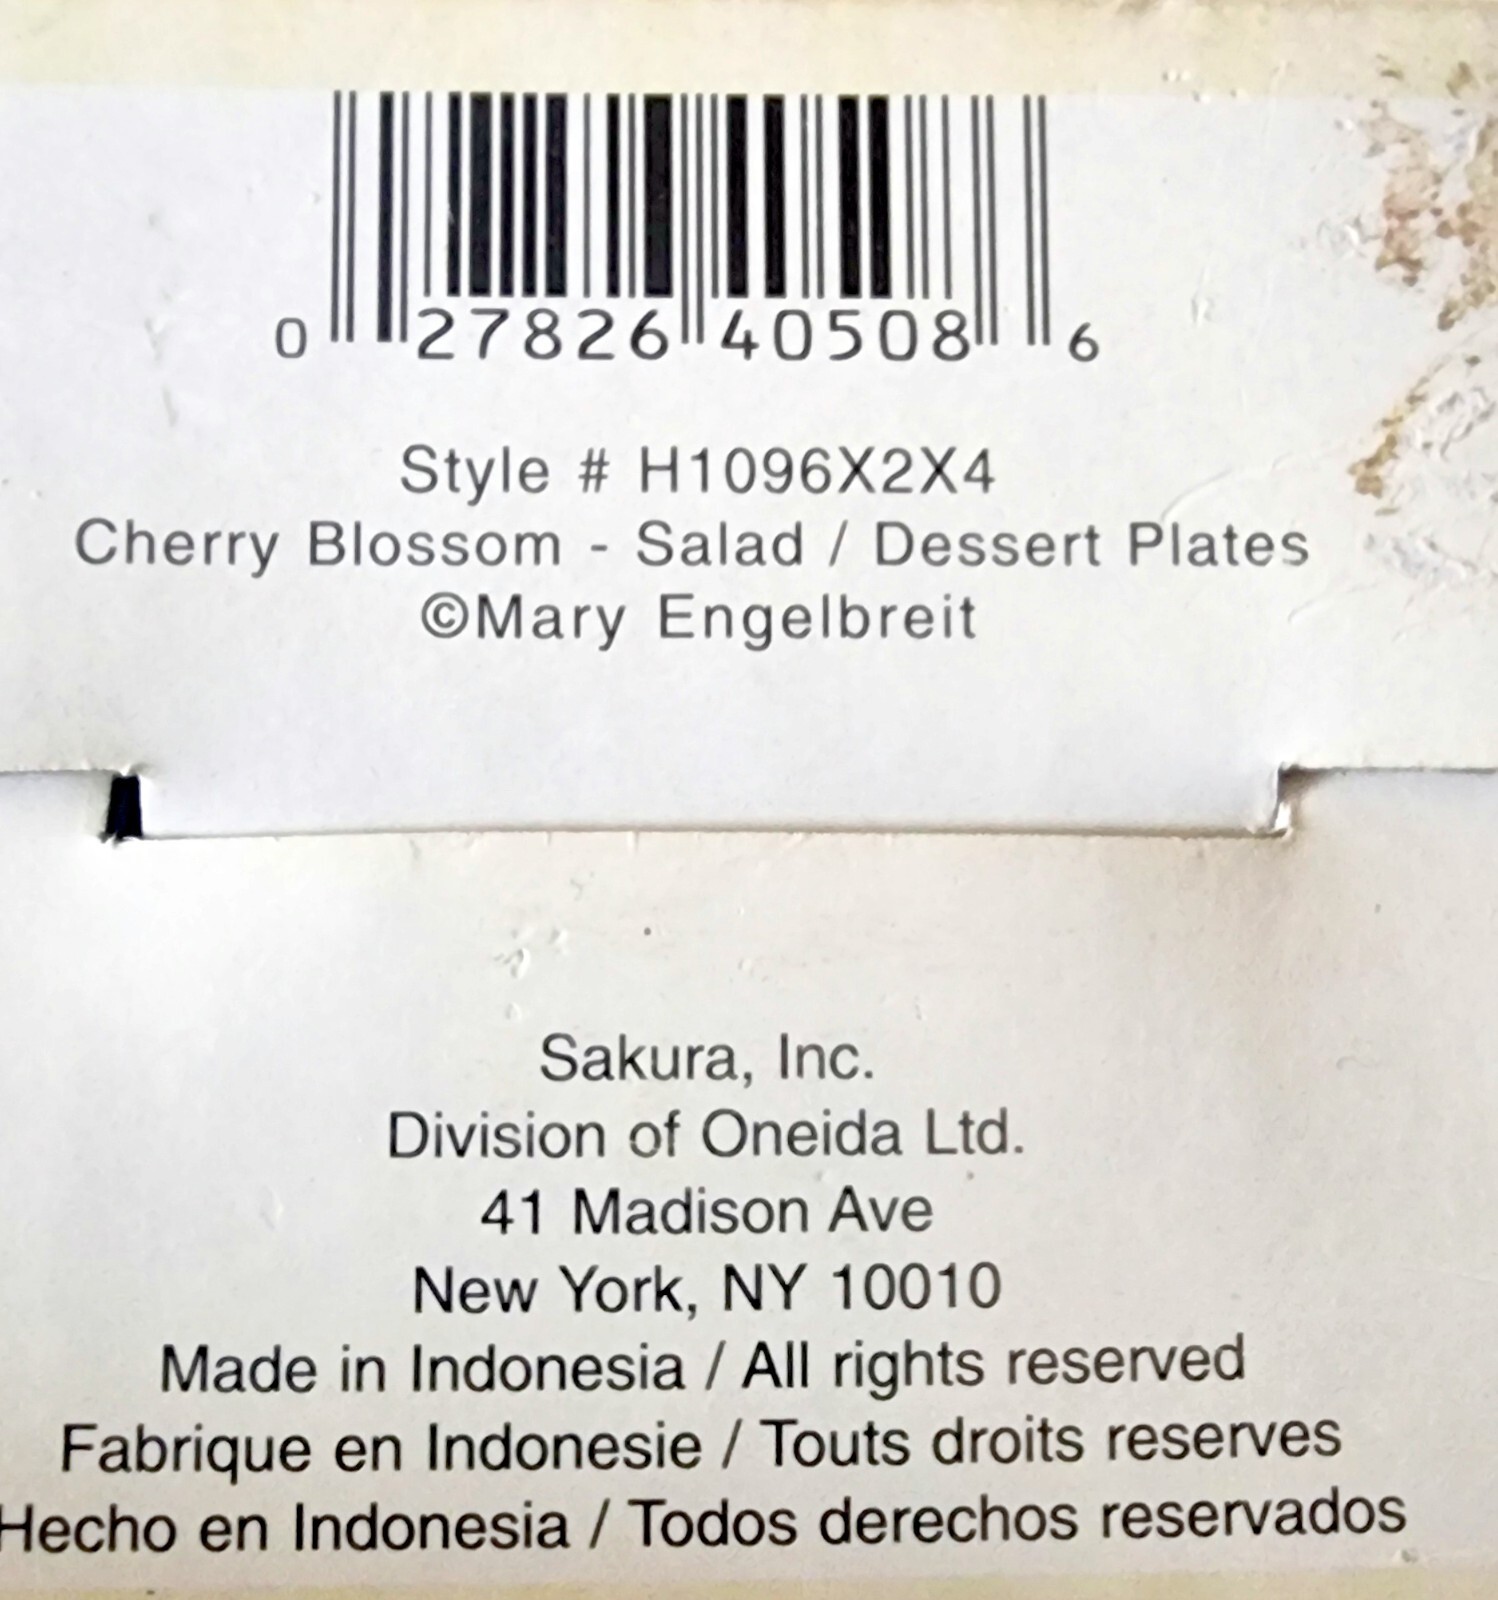 0 27826 40508 6
Style # H1096X2X4
Cherry Blossom - Salad / Dessert Plates
©Mary Engelbreit
Sakura, Inc.
Division of Oneida Ltd.
41 Madison Ave
New York, NY 10010
Made in Indonesia / All rights reserved
Fabrique en Indonesie / Touts droits reserves
Hecho en Indonesia / Todos derechos reservados